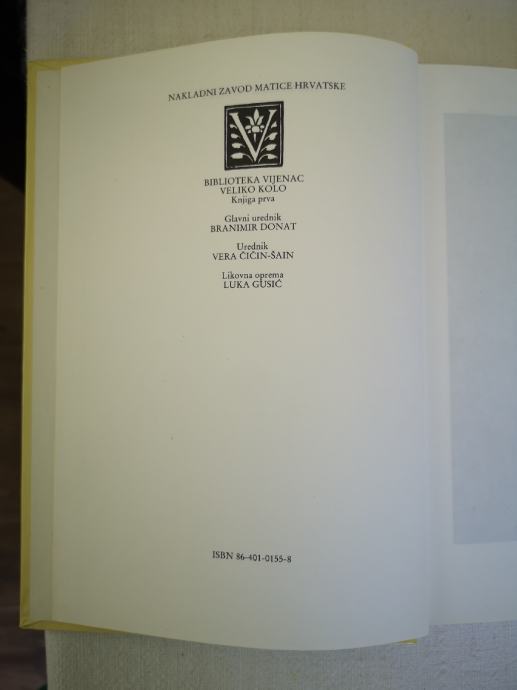 NAKLADNI ZAVOD MATICE HRVATSKE
V
BIBLIOTEKA VIJENAC
VELIKO KOLO
Knjiga prva
Glavni urednik
BRANIMIR DONAT
Urednik
VERA ČIČIN-ŠAIN
Likovna oprema
LUKA GUSIĆ
ISBN 86-401-0155-8